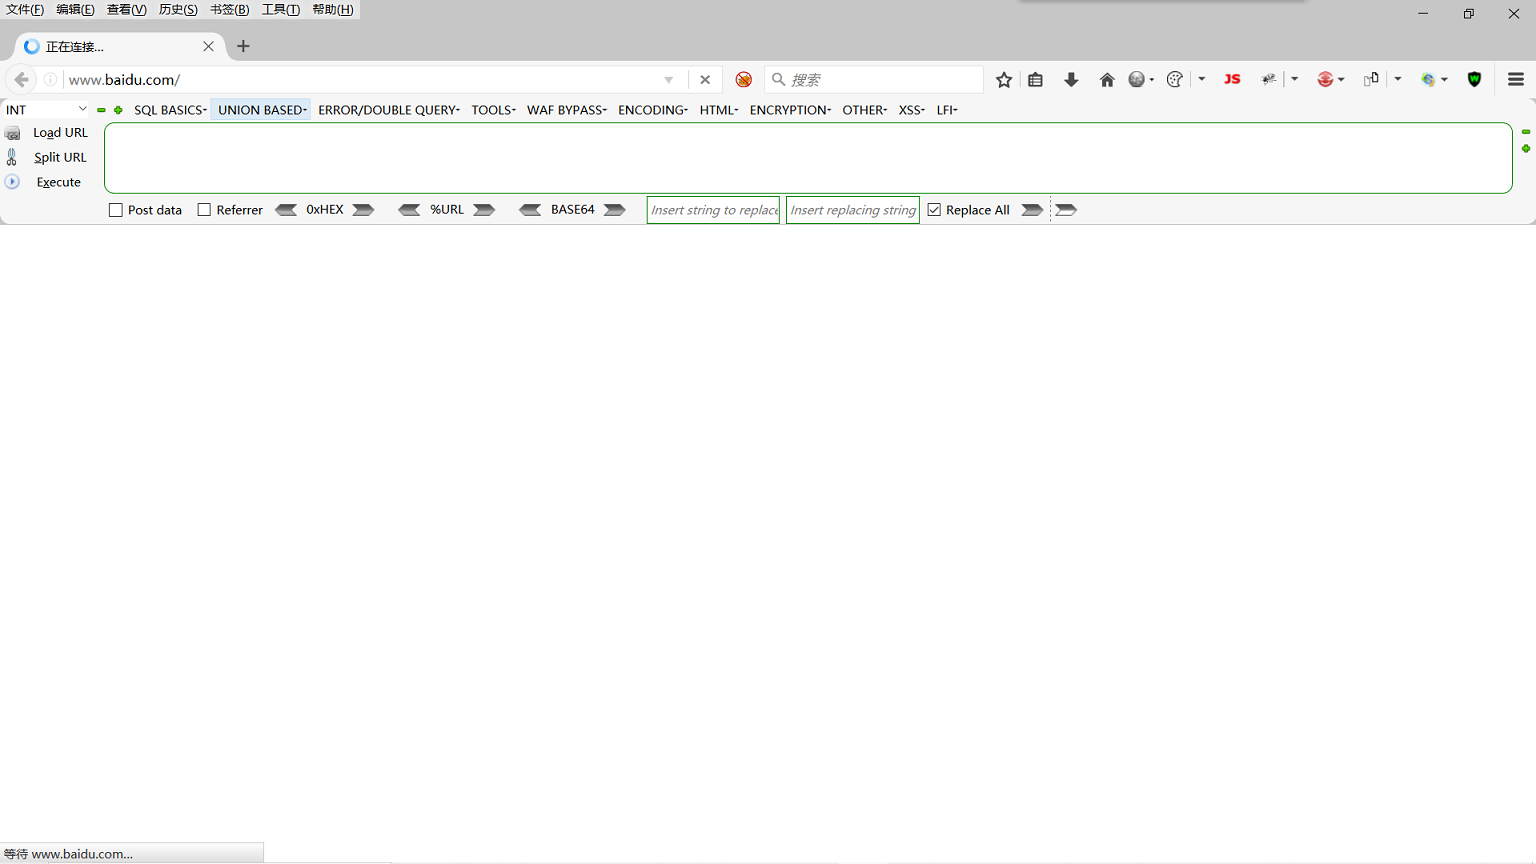 文件(F) 编辑(E) 查看(V) 历史(S) 书签(B) 工具(T) 帮助(H)
正在连接...
www.baidu.com/ 搜索 JS W
INT SQL BASICS UNION BASED ERROR/DOUBLE QUERY TOOLS WAF BYPASS ENCODING HTML ENCRYPTION OTHER XSS LFI
Load URL
Split URL
Execute
Post data Referrer 0xHEX %URL BASE64 Insert string to replace Insert replacing string Replace All
等待 www.baidu.com...